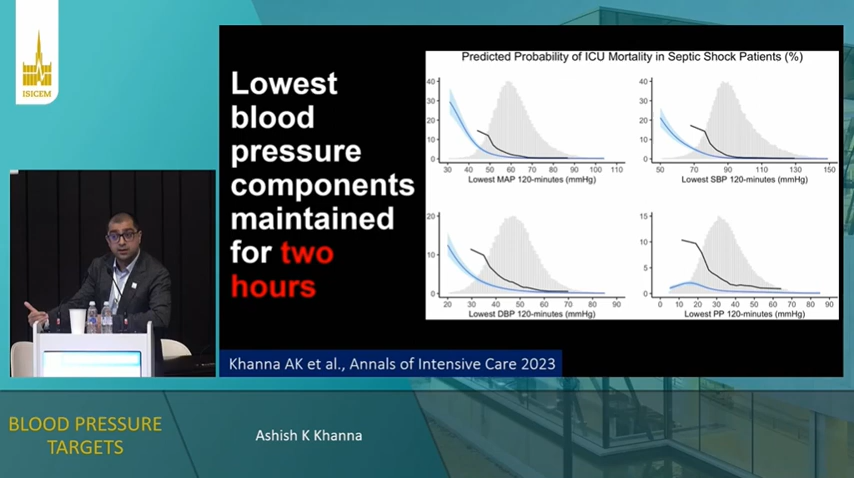 ISICEM
Lowest
blood
pressure
components
maintained
for two
hours
Predicted Probability of ICU Mortality in Septic Shock Patients (%)
40
30
20
10
0
30 40 50 60 70 80 90 100 110
Lowest MAP 120-minutes (mmHg)
40
30
20
10
0
50 70 90 110 130 150
Lowest SBP 120-minutes (mmHg)
20
10
0
20 30 40 50 60 70 80 90
Lowest DBP 120-minutes (mmHg)
15
10
5
0
0 10 20 30 40 50 60 70 80 90
Lowest PP 120-minutes (mmHg)
Khanna AK et al., Annals of Intensive Care 2023
BLOOD PRESSURE
TARGETS
Ashish K Khanna